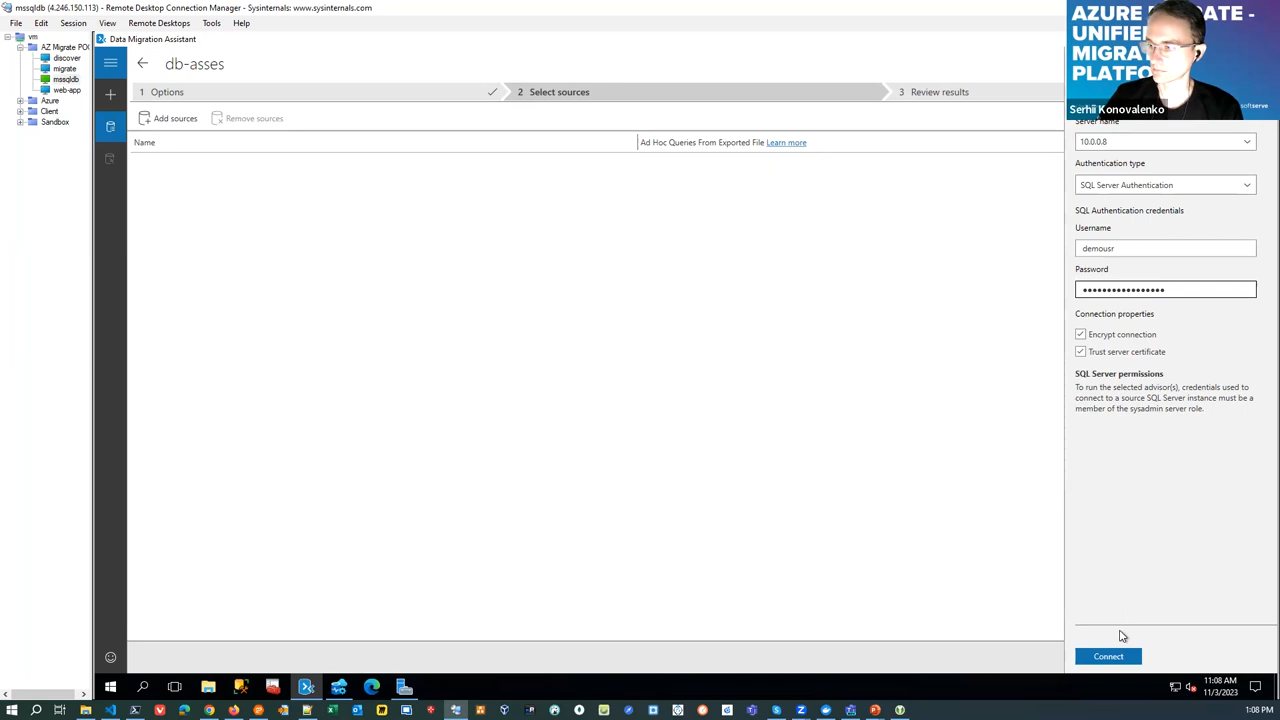 mssqldb (4.246.150.113) - Remote Desktop Connection Manager - Sysinternals: www.sysinternals.com
File Edit Session View Remote Desktops Tools Help
vm
AZ Migrate POC
discover
migrate
mssqldb
web-app
Azure
Client
Sandbox
Data Migration Assistant
db-asses
1 Options
2 Select sources
3 Review results
Add sources
Remove sources
Name
Ad Hoc Queries From Exported File Learn more
AZURE MIGRATE -
UNIFIE
MIGRAT
PLATFO
Serhii Konovalenko
softserve
Server name
10.0.0.8
Authentication type
SQL Server Authentication
SQL Authentication credentials
Username
demousr
Password
•••••••••••••••••
Connection properties
Encrypt connection
Trust server certificate
SQL Server permissions
To run the selected advisor(s), credentials used to
connect to a source SQL Server instance must be a
member of the sysadmin server role.
Connect
11:08 AM
11/3/2023
1:08 PM